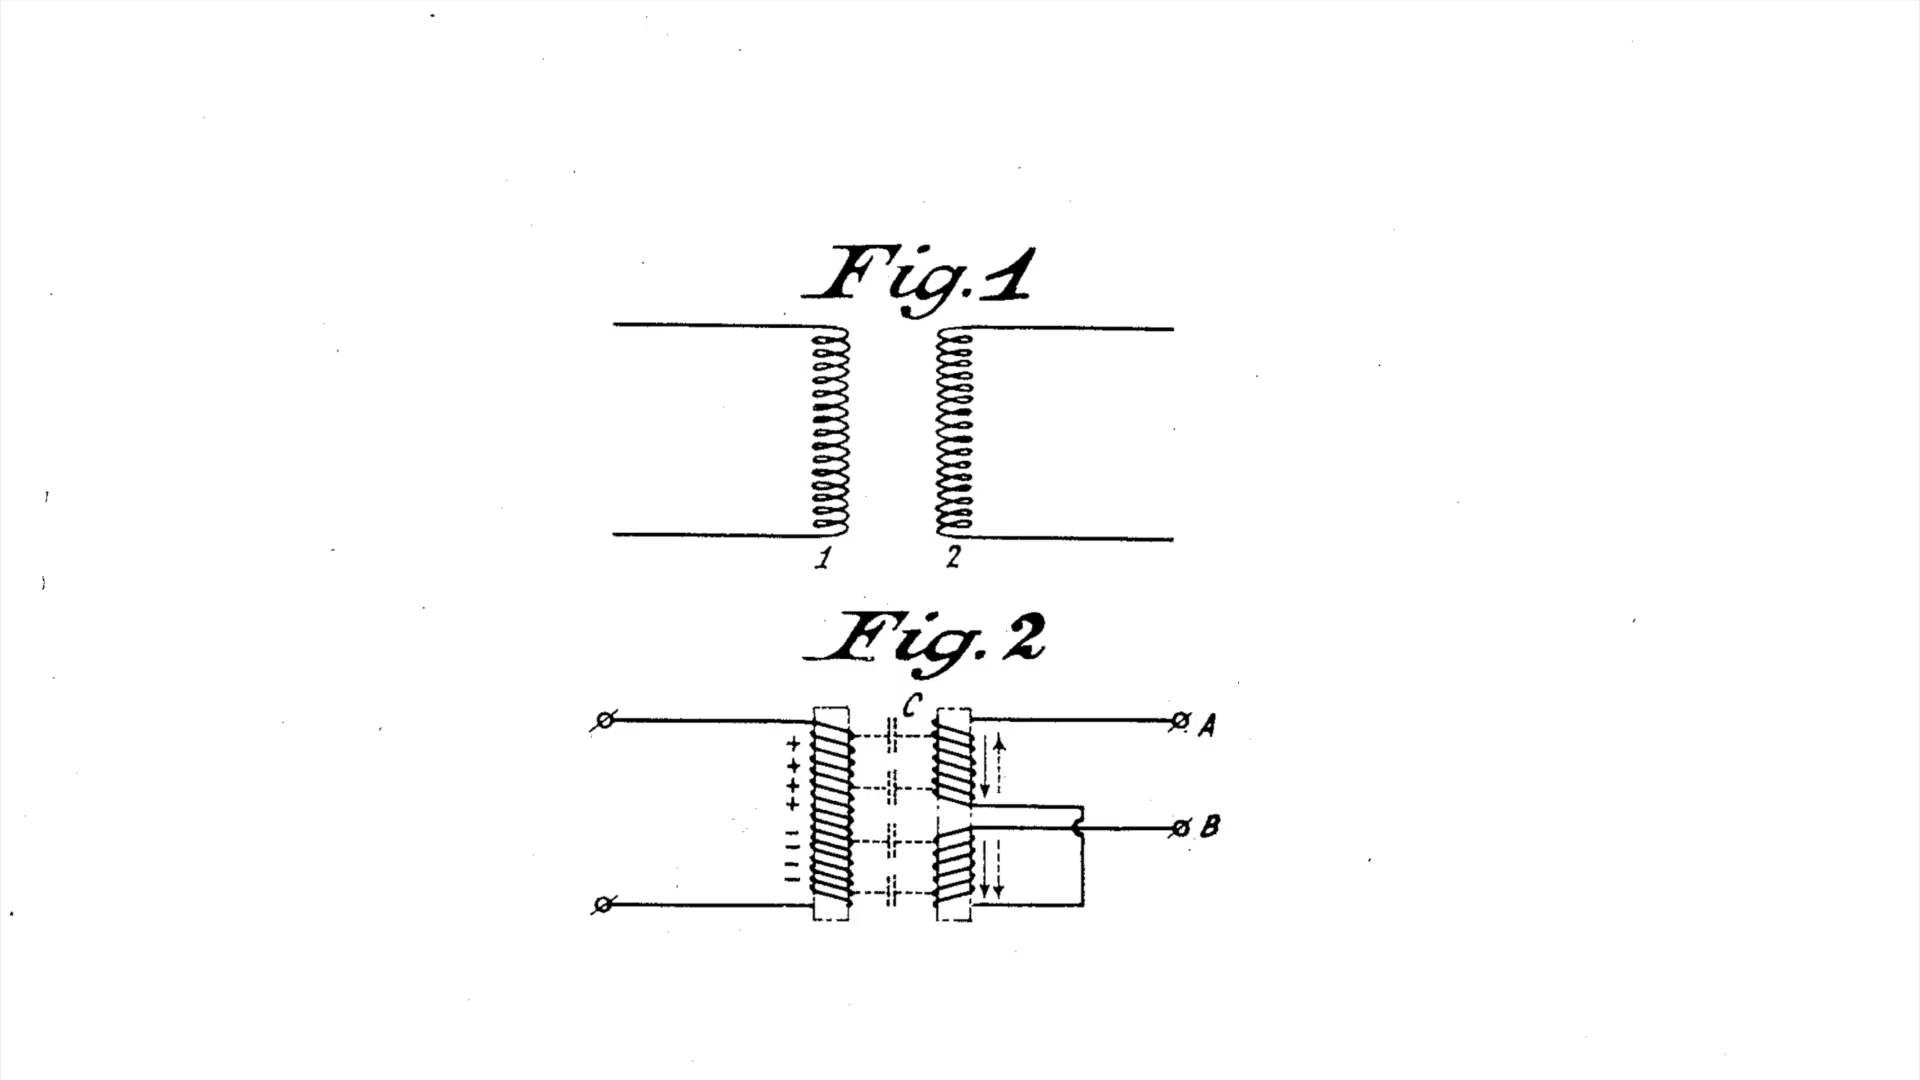 Fig. 1
1 2
Fig. 2
C
A
+
+
+
+
B
-
-
-
-